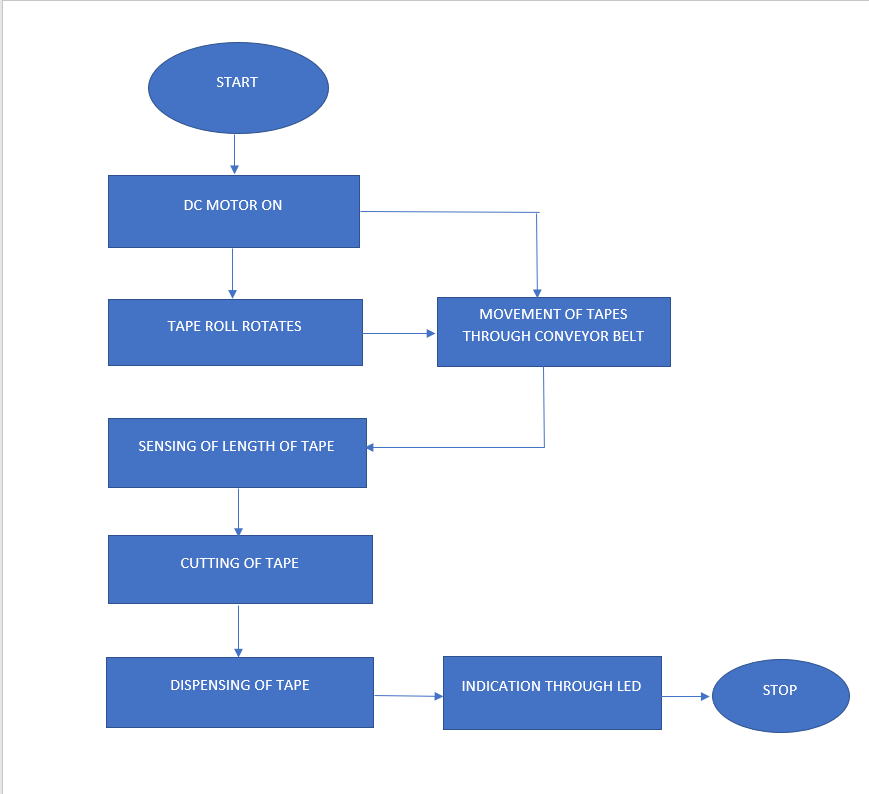 START
DC MOTOR ON
TAPE ROLL ROTATES
MOVEMENT OF TAPES
THROUGH CONVEYOR BELT
SENSING OF LENGTH OF TAPE
CUTTING OF TAPE
DISPENSING OF TAPE
INDICATION THROUGH LED
STOP